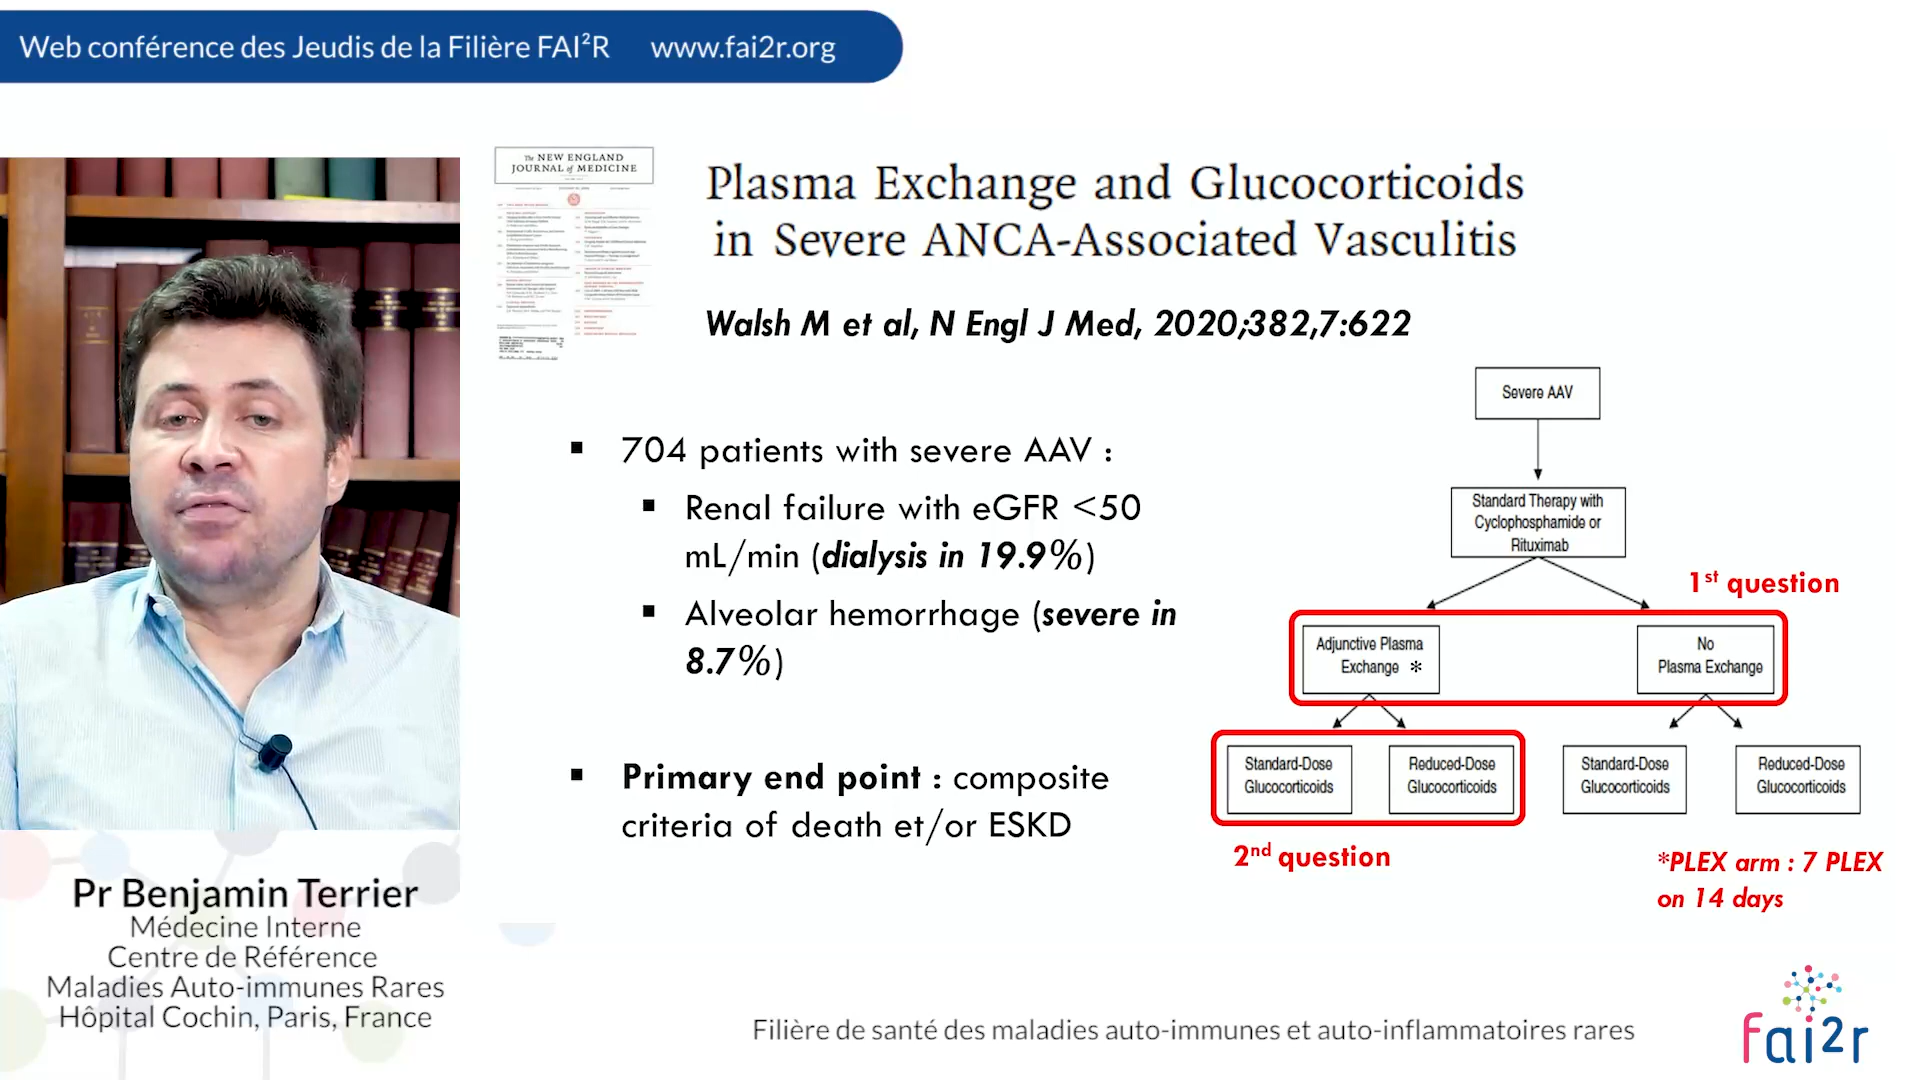 Web conférence des Jeudis de la Filière FAI²R www.fai2r.org
The NEW ENGLAND
JOURNAL of MEDICINE
Plasma Exchange and Glucocorticoids
in Severe ANCA-Associated Vasculitis
Walsh M et al, N Engl J Med, 2020;382,7:622
▪ 704 patients with severe AAV :
▪ Renal failure with eGFR <50
mL/min (dialysis in 19.9%)
▪ Alveolar hemorrhage (severe in
8.7%)
▪ Primary end point : composite
criteria of death et/or ESKD
Severe AAV
Standard Therapy with
Cyclophosphamide or
Rituximab
1st question
Adjunctive Plasma
Exchange *
No
Plasma Exchange
Standard-Dose
Glucocorticoids
Reduced-Dose
Glucocorticoids
Standard-Dose
Glucocorticoids
Reduced-Dose
Glucocorticoids
2nd question
*PLEX arm : 7 PLEX
on 14 days
Pr Benjamin Terrier
Médecine Interne
Centre de Référence
Maladies Auto-immunes Rares
Hôpital Cochin, Paris, France
Filière de santé des maladies auto-immunes et auto-inflammatoires rares
fai2r